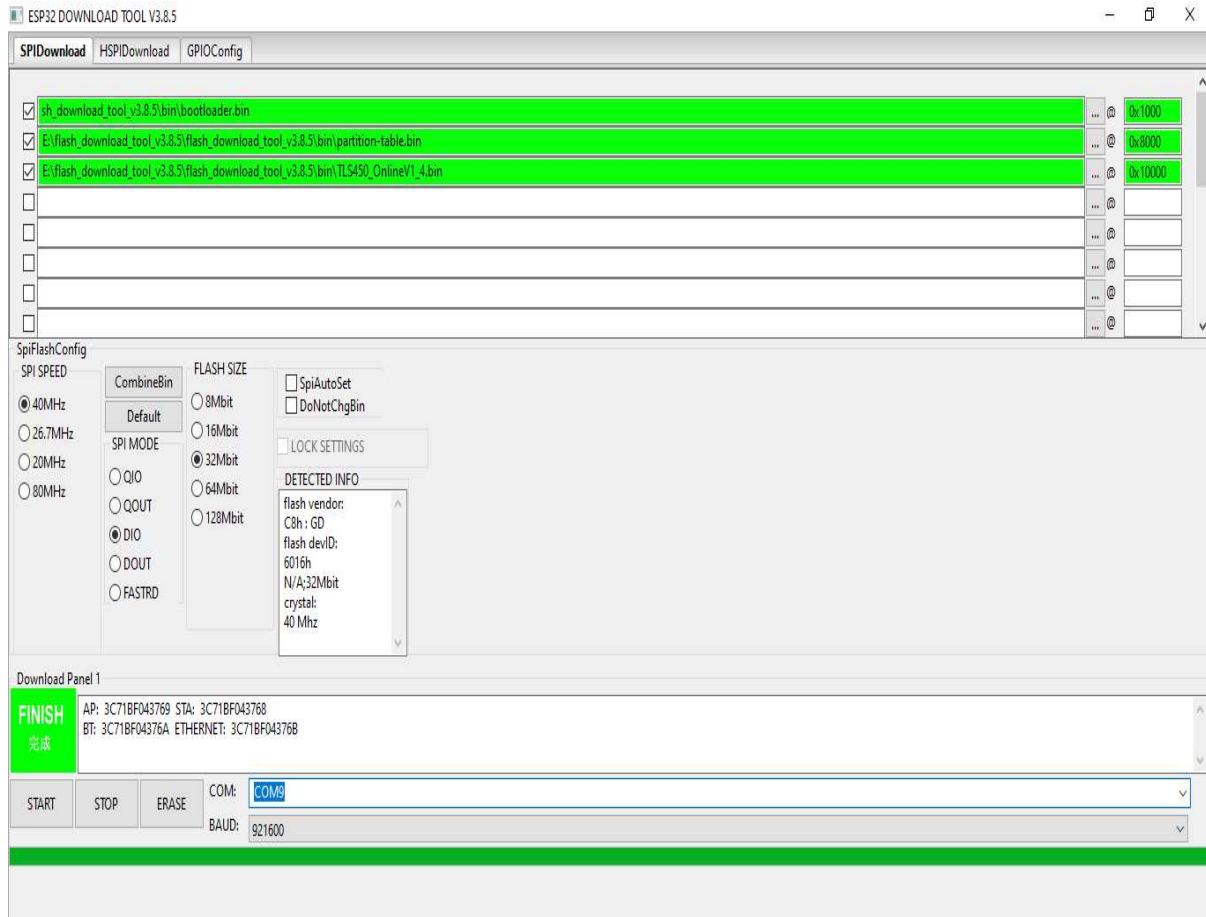 ESP32 DOWNLOAD TOOL V3.8.5
SPIDownload HSPIDownload GPIOConfig
sh_download_tool_v3.8.5\bin\bootloader.bin ... @ 0x1000
E:\flash_download_tool_v3.8.5\flash_download_tool_v3.8.5\bin\partition-table.bin ... @ 0x8000
E:\flash_download_tool_v3.8.5\flash_download_tool_v3.8.5\bin\TLS450_OnlineV1_4.bin ... @ 0x10000
... @
... @
... @
... @
... @
SpiFlashConfig
SPI SPEED
40MHz
26.7MHz
20MHz
80MHz
CombineBin
Default
SPI MODE
QIO
QOUT
DIO
DOUT
FASTRD
FLASH SIZE
8Mbit
16Mbit
32Mbit
64Mbit
128Mbit
SpiAutoSet
DoNotChgBin
LOCK SETTINGS
DETECTED INFO
flash vendor:
C8h : GD
flash devID:
6016h
N/A;32Mbit
crystal:
40 Mhz
Download Panel 1
FINISH
完成
AP: 3C71BF043769 STA: 3C71BF043768
BT: 3C71BF04376A ETHERNET: 3C71BF04376B
START STOP ERASE
COM: COM9
BAUD: 921600